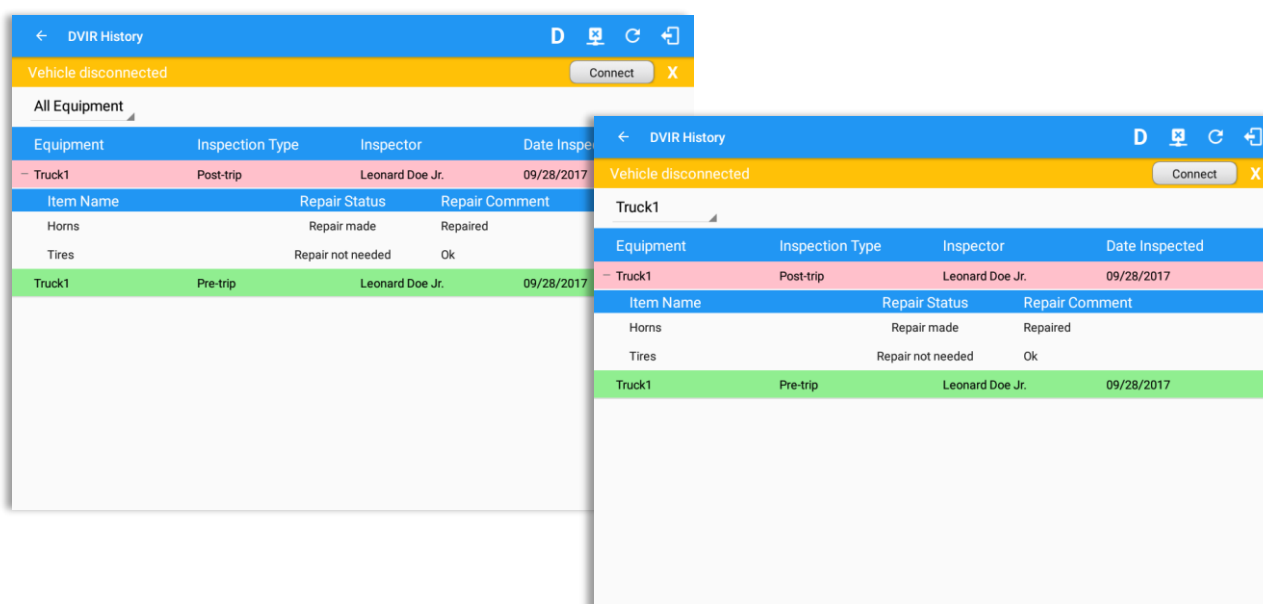 DVIR History D
Vehicle disconnected Connect X
All Equipment
Equipment Inspection Type Inspector Date Inspe
Truck1 Post-trip Leonard Doe Jr. 09/28/2017
Item Name Repair Status Repair Comment
Horns Repair made Repaired
Tires Repair not needed Ok
Truck1 Pre-trip Leonard Doe Jr. 09/28/2017
DVIR History D
Vehicle disconnected Connect X
Truck1
Equipment Inspection Type Inspector Date Inspected
Truck1 Post-trip Leonard Doe Jr. 09/28/2017
Item Name Repair Status Repair Comment
Horns Repair made Repaired
Tires Repair not needed Ok
Truck1 Pre-trip Leonard Doe Jr. 09/28/2017